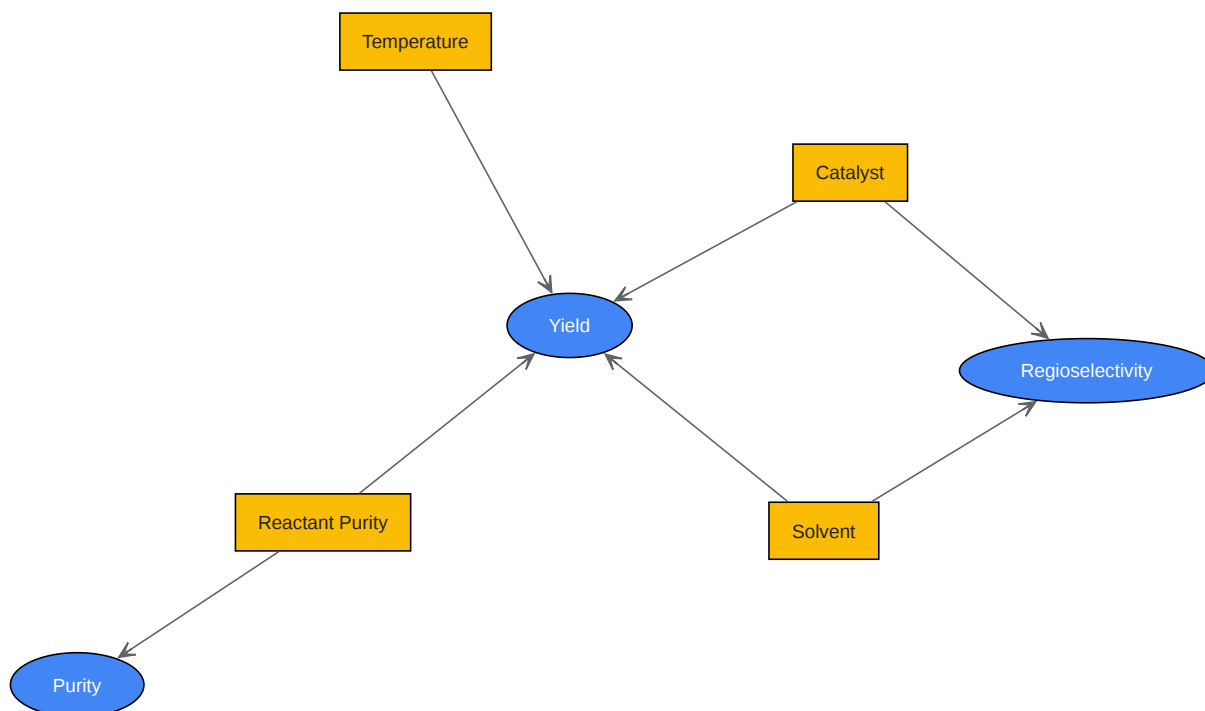 Temperature
Catalyst
Yield
Regioselectivity
Reactant Purity
Solvent
Purity